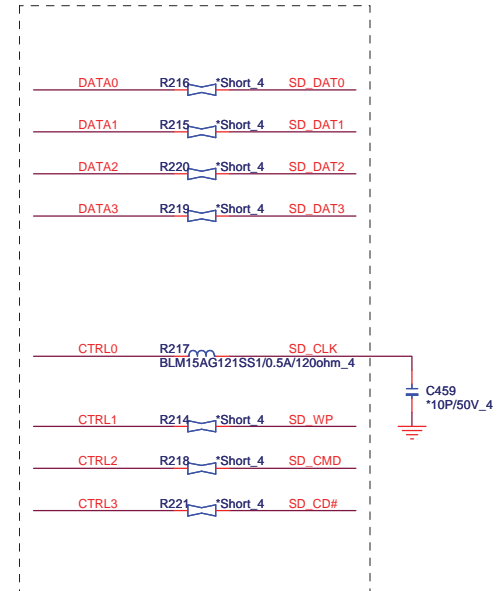 DATA0 R216 *Short_4 SD_DAT0
DATA1 R215 *Short_4 SD_DAT1
DATA2 R220 *Short_4 SD_DAT2
DATA3 R219 *Short_4 SD_DAT3
CTRL0 R217 SD_CLK
BLM15AG121SS1/0.5A/120ohm_4
C459
*10P/50V_4
CTRL1 R214 *Short_4 SD_WP
CTRL2 R218 *Short_4 SD_CMD
CTRL3 R221 *Short_4 SD_CD#